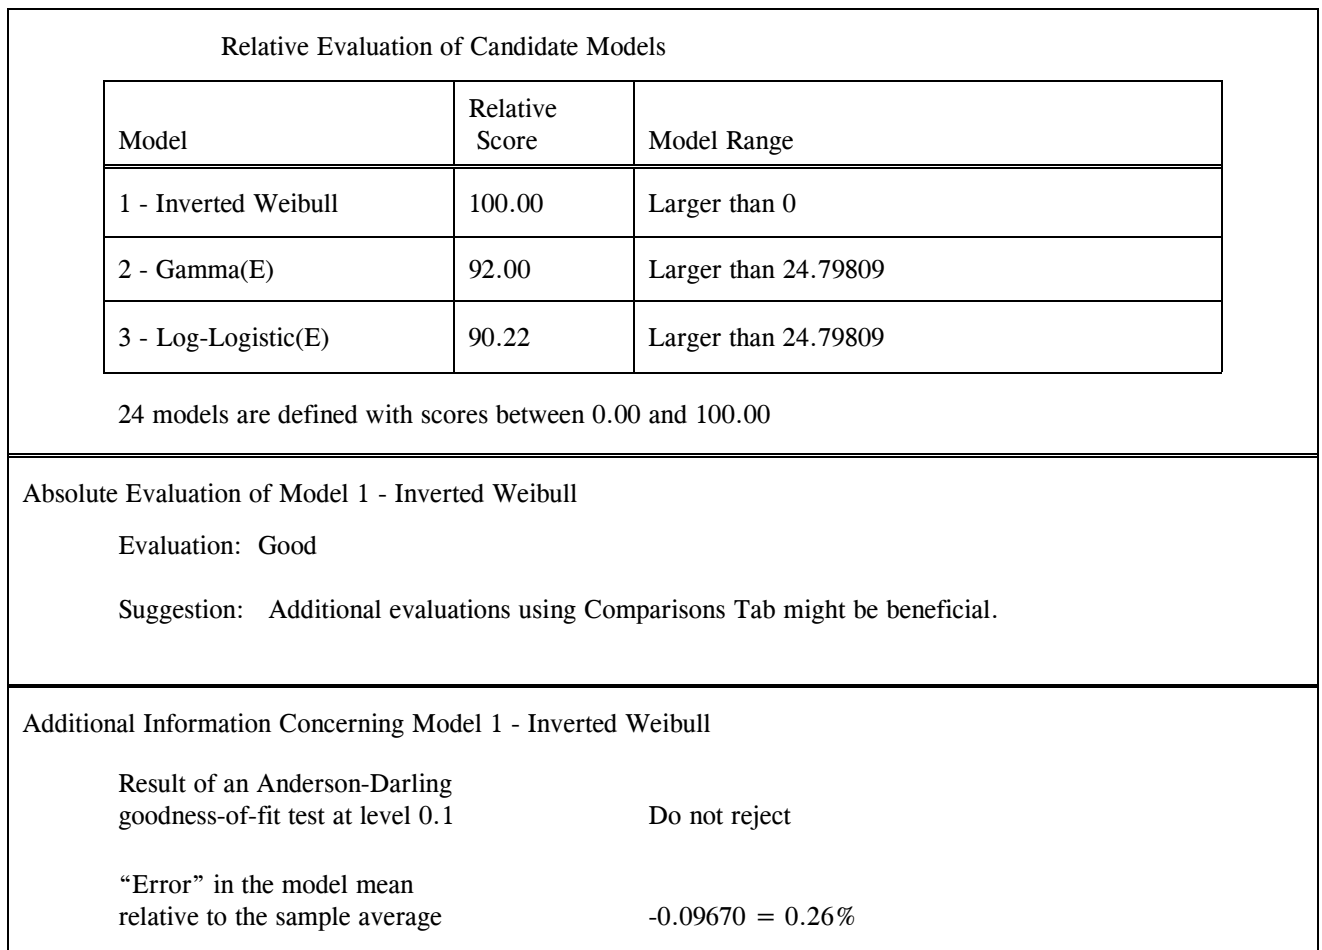 Relative Evaluation of Candidate Models
Model
Relative
Score
Model Range
1 - Inverted Weibull
100.00
Larger than 0
2 - Gamma(E)
92.00
Larger than 24.79809
3 - Log-Logistic(E)
90.22
Larger than 24.79809
24 models are defined with scores between 0.00 and 100.00
Absolute Evaluation of Model 1 - Inverted Weibull
Evaluation: Good
Suggestion: Additional evaluations using Comparisons Tab might be beneficial.
Additional Information Concerning Model 1 - Inverted Weibull
Result of an Anderson-Darling
goodness-of-fit test at level 0.1 Do not reject
“Error” in the model mean
relative to the sample average -0.09670 = 0.26%